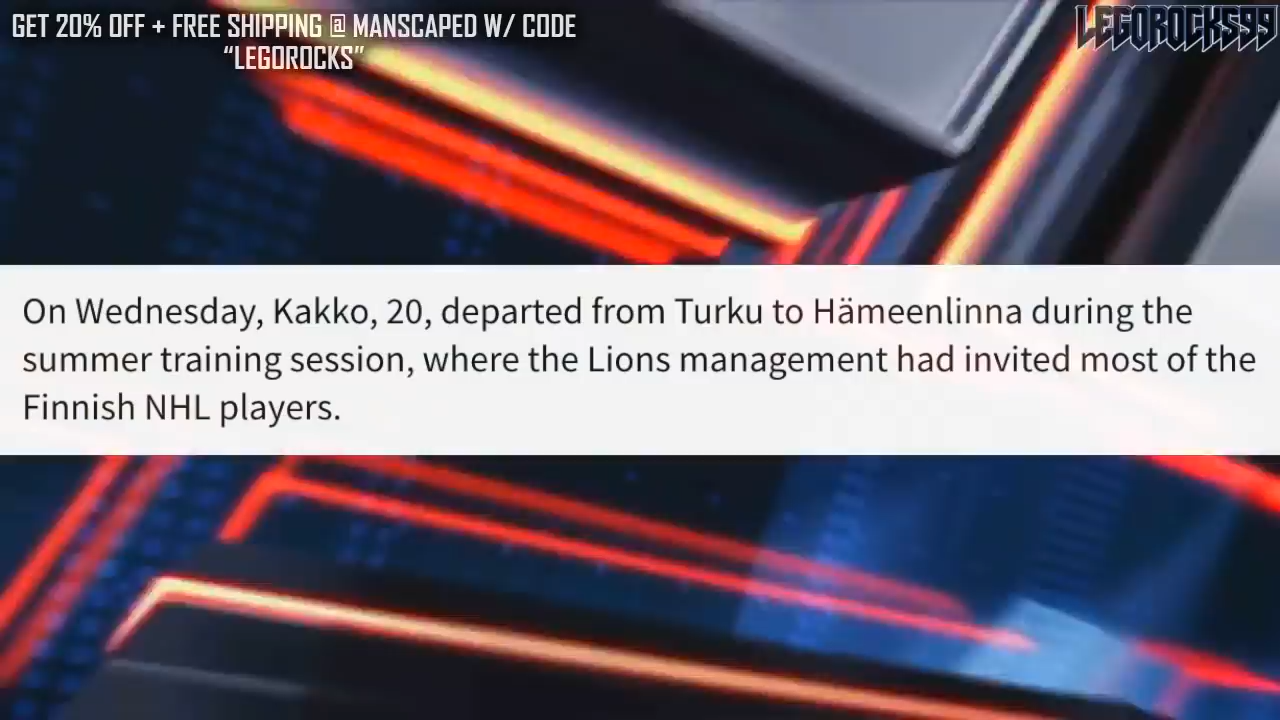 GET 20% OFF + FREE SHIPPING @ MANSCAPED W/ CODE
“LEGOROCKS”
LEGOROCKS99
On Wednesday, Kakko, 20, departed from Turku to Hämeenlinna during the
summer training session, where the Lions management had invited most of the
Finnish NHL players.